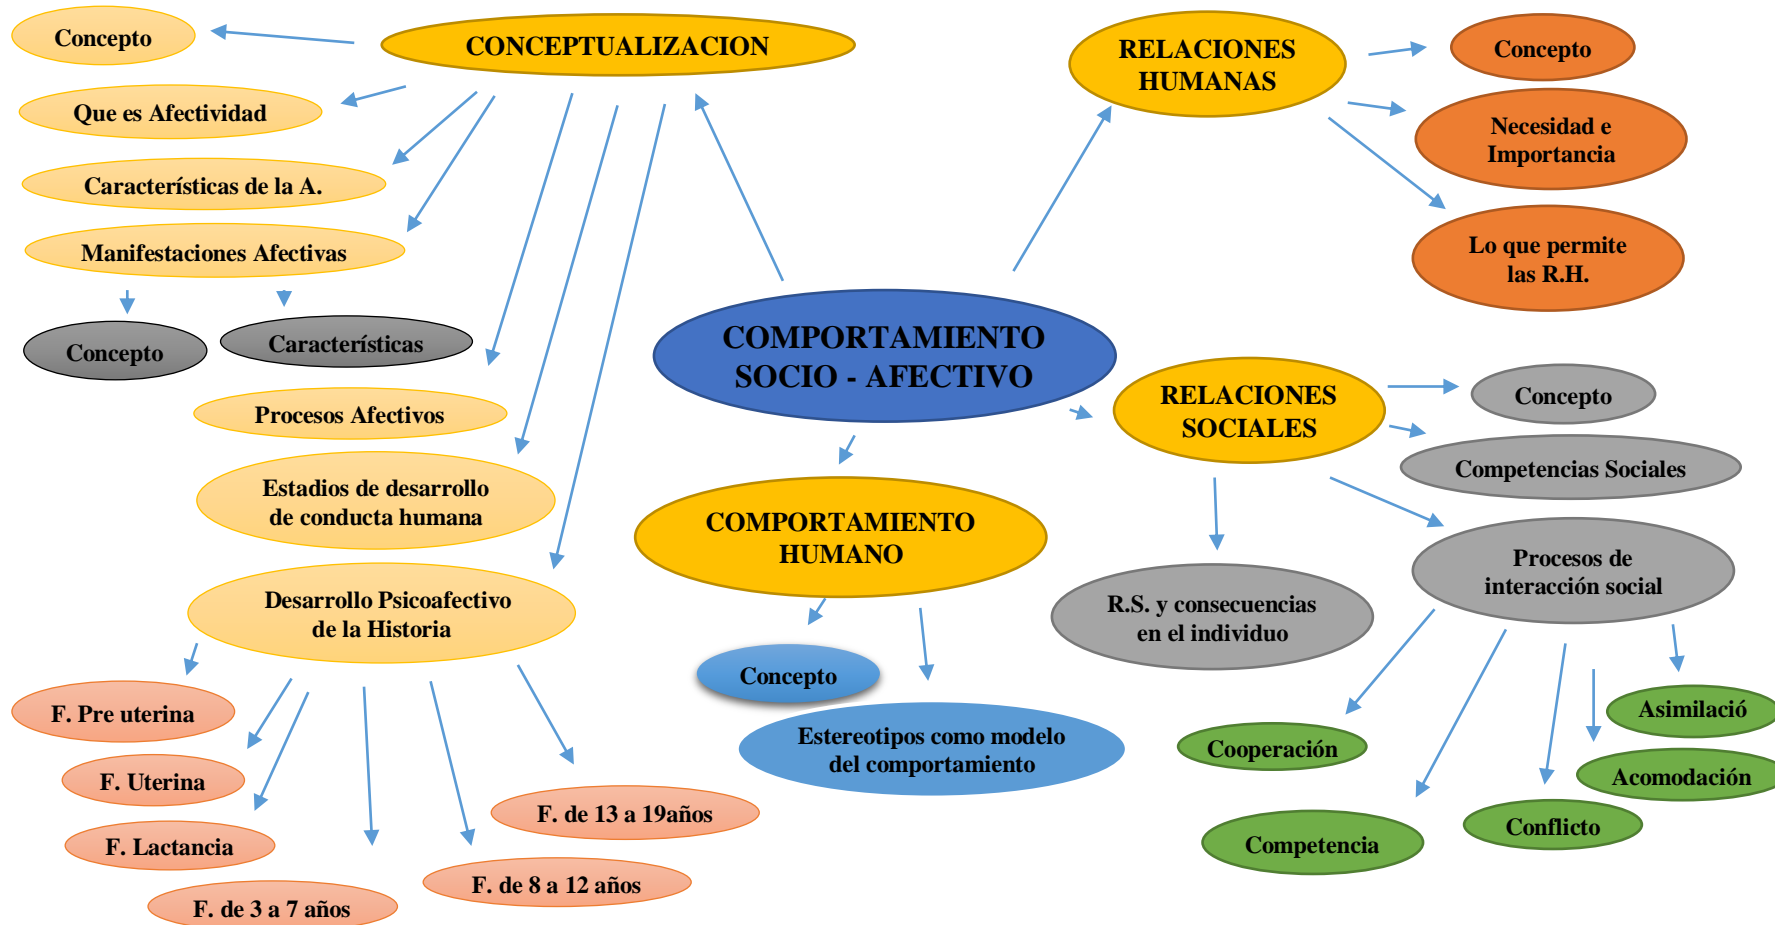 Concepto
CONCEPTUALIZACION
Que es Afectividad
Características de la A.
Manifestaciones Afectivas
Concepto
Características
Procesos Afectivos
Estadios de desarrollo
de conducta humana
Desarrollo Psicoafectivo
de la Historia
F. Pre uterina
F. Uterina
F. Lactancia
F. de 3 a 7 años
F. de 8 a 12 años
F. de 13 a 19años
COMPORTAMIENTO
SOCIO - AFECTIVO
COMPORTAMIENTO
HUMANO
Concepto
Estereotipos como modelo
del comportamiento
RELACIONES
HUMANAS
Concepto
Necesidad e
Importancia
Lo que permite
las R.H.
RELACIONES
SOCIALES
Concepto
Competencias Sociales
Procesos de
interacción social
R.S. y consecuencias
en el individuo
Asimilació
Cooperación
Acomodación
Conflicto
Competencia